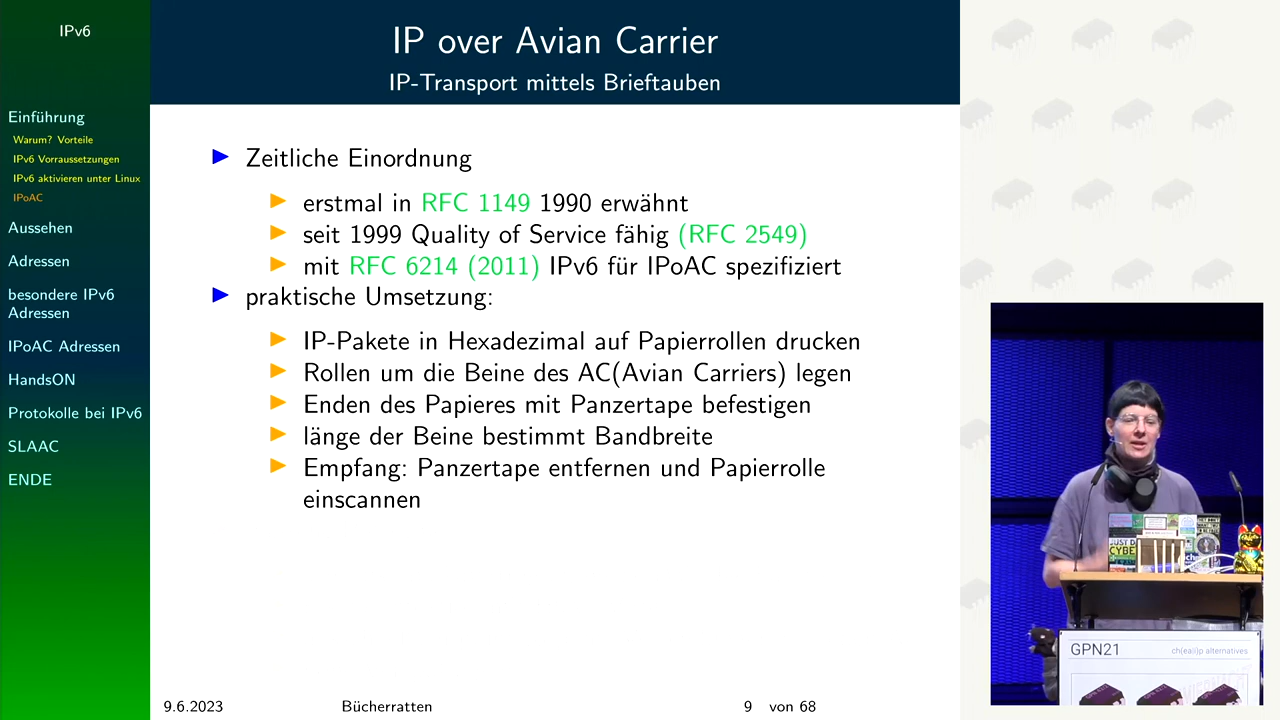 IPv6
Einführung
Warum? Vorteile
IPv6 Vorraussetzungen
IPv6 aktivieren unter Linux
IPoAC
Aussehen
Adressen
besondere IPv6
Adressen
IPoAC Adressen
HandsON
Protokolle bei IPv6
SLAAC
ENDE
IP over Avian Carrier
IP-Transport mittels Brieftauben
Zeitliche Einordnung
erstmal in RFC 1149 1990 erwähnt
seit 1999 Quality of Service fähig (RFC 2549)
mit RFC 6214 (2011) IPv6 für IPoAC spezifiziert
praktische Umsetzung:
IP-Pakete in Hexadezimal auf Papierrollen drucken
Rollen um die Beine des AC(Avian Carriers) legen
Enden des Papieres mit Panzertape befestigen
länge der Beine bestimmt Bandbreite
Empfang: Panzertape entfernen und Papierrolle
einscannen
9.6.2023 Bücherratten 9 von 68
JUST D
CYBE
GPN21 ch(ea|i)p alternatives